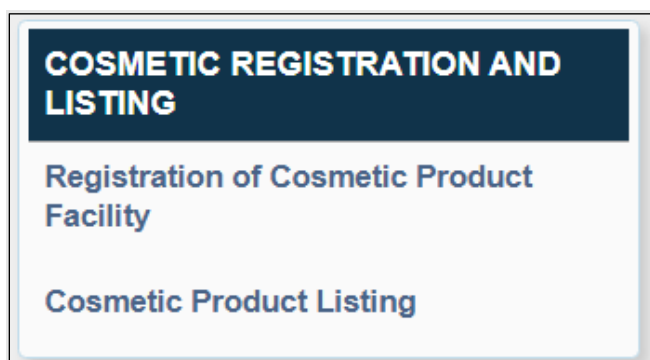 COSMETIC REGISTRATION AND
LISTING
Registration of Cosmetic Product
Facility
Cosmetic Product Listing